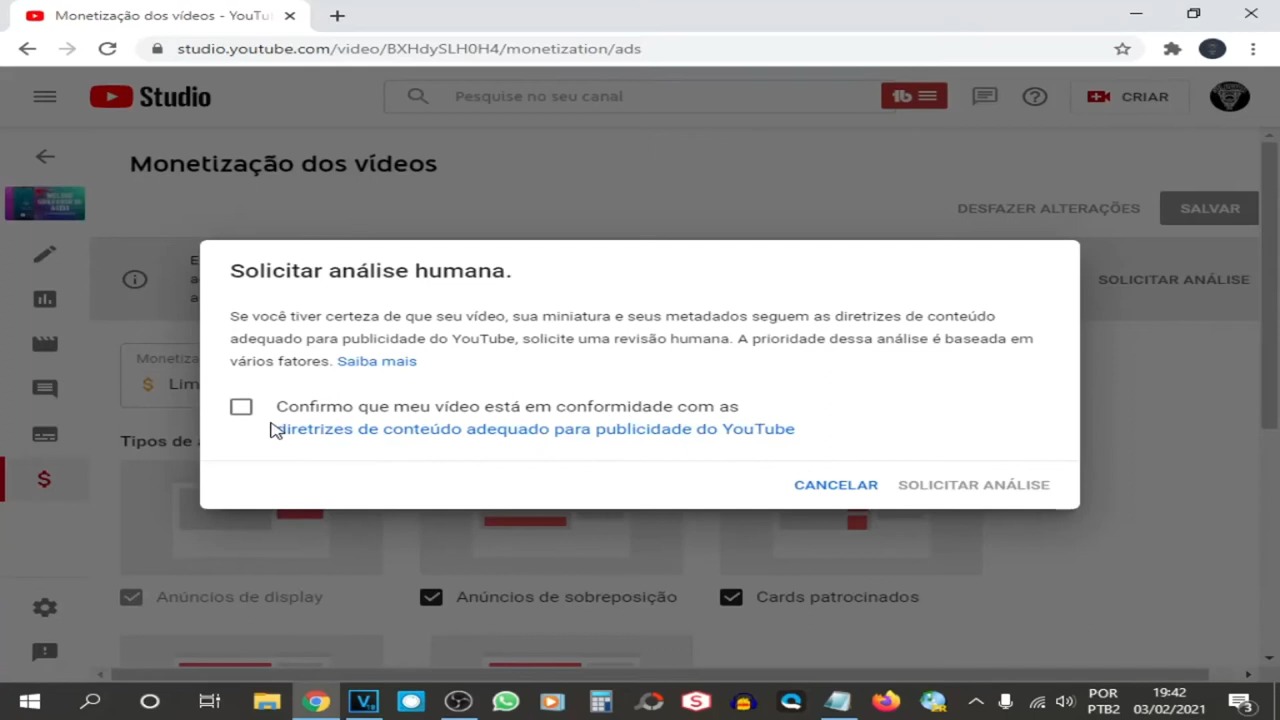 Monetização dos vídeos - YouTu
studio.youtube.com/video/BXHdySLH0H4/monetization/ads
Studio
Pesquise no seu canal
CRIAR
Monetização dos vídeos
DESFAZER ALTERAÇÕES
SALVAR
SOLICITAR ANÁLISE
Solicitar análise humana.
Se você tiver certeza de que seu vídeo, sua miniatura e seus metadados seguem as diretrizes de conteúdo
adequado para publicidade do YouTube, solicite uma revisão humana. A prioridade dessa análise é baseada em
vários fatores. Saiba mais
Monetiza
Lim
Confirmo que meu vídeo está em conformidade com as
diretrizes de conteúdo adequado para publicidade do YouTube
Tipos de
CANCELAR
SOLICITAR ANÁLISE
Anúncios de display
Anúncios de sobreposição
Cards patrocinados
POR
PTB2
19:42
03/02/2021
3